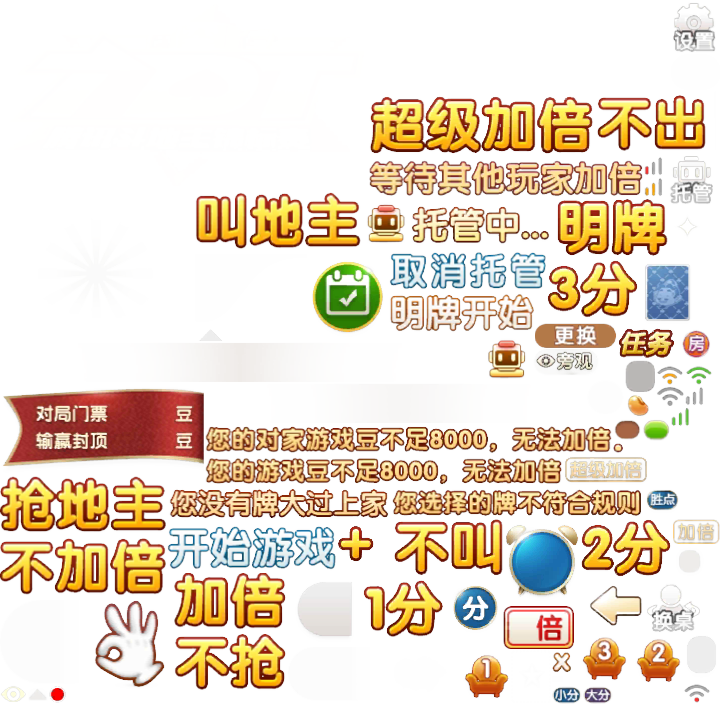 设置
超级加倍
不出
等待其他玩家加倍
托管
叫地主
托管中...
明牌
取消托管
3分
明牌开始
更换
任务
房
旁观
对局门票 豆
输赢封顶 豆
您的对家游戏豆不足8000，无法加倍。
您的游戏豆不足8000，无法加倍
超级加倍
抢地主
您没有牌大过上家
您选择的牌不符合规则
胜点
开始游戏
+
不叫
2分
加倍
不加倍
加倍
1分
分
倍
换桌
不抢
1
x
3
2
小分
大分